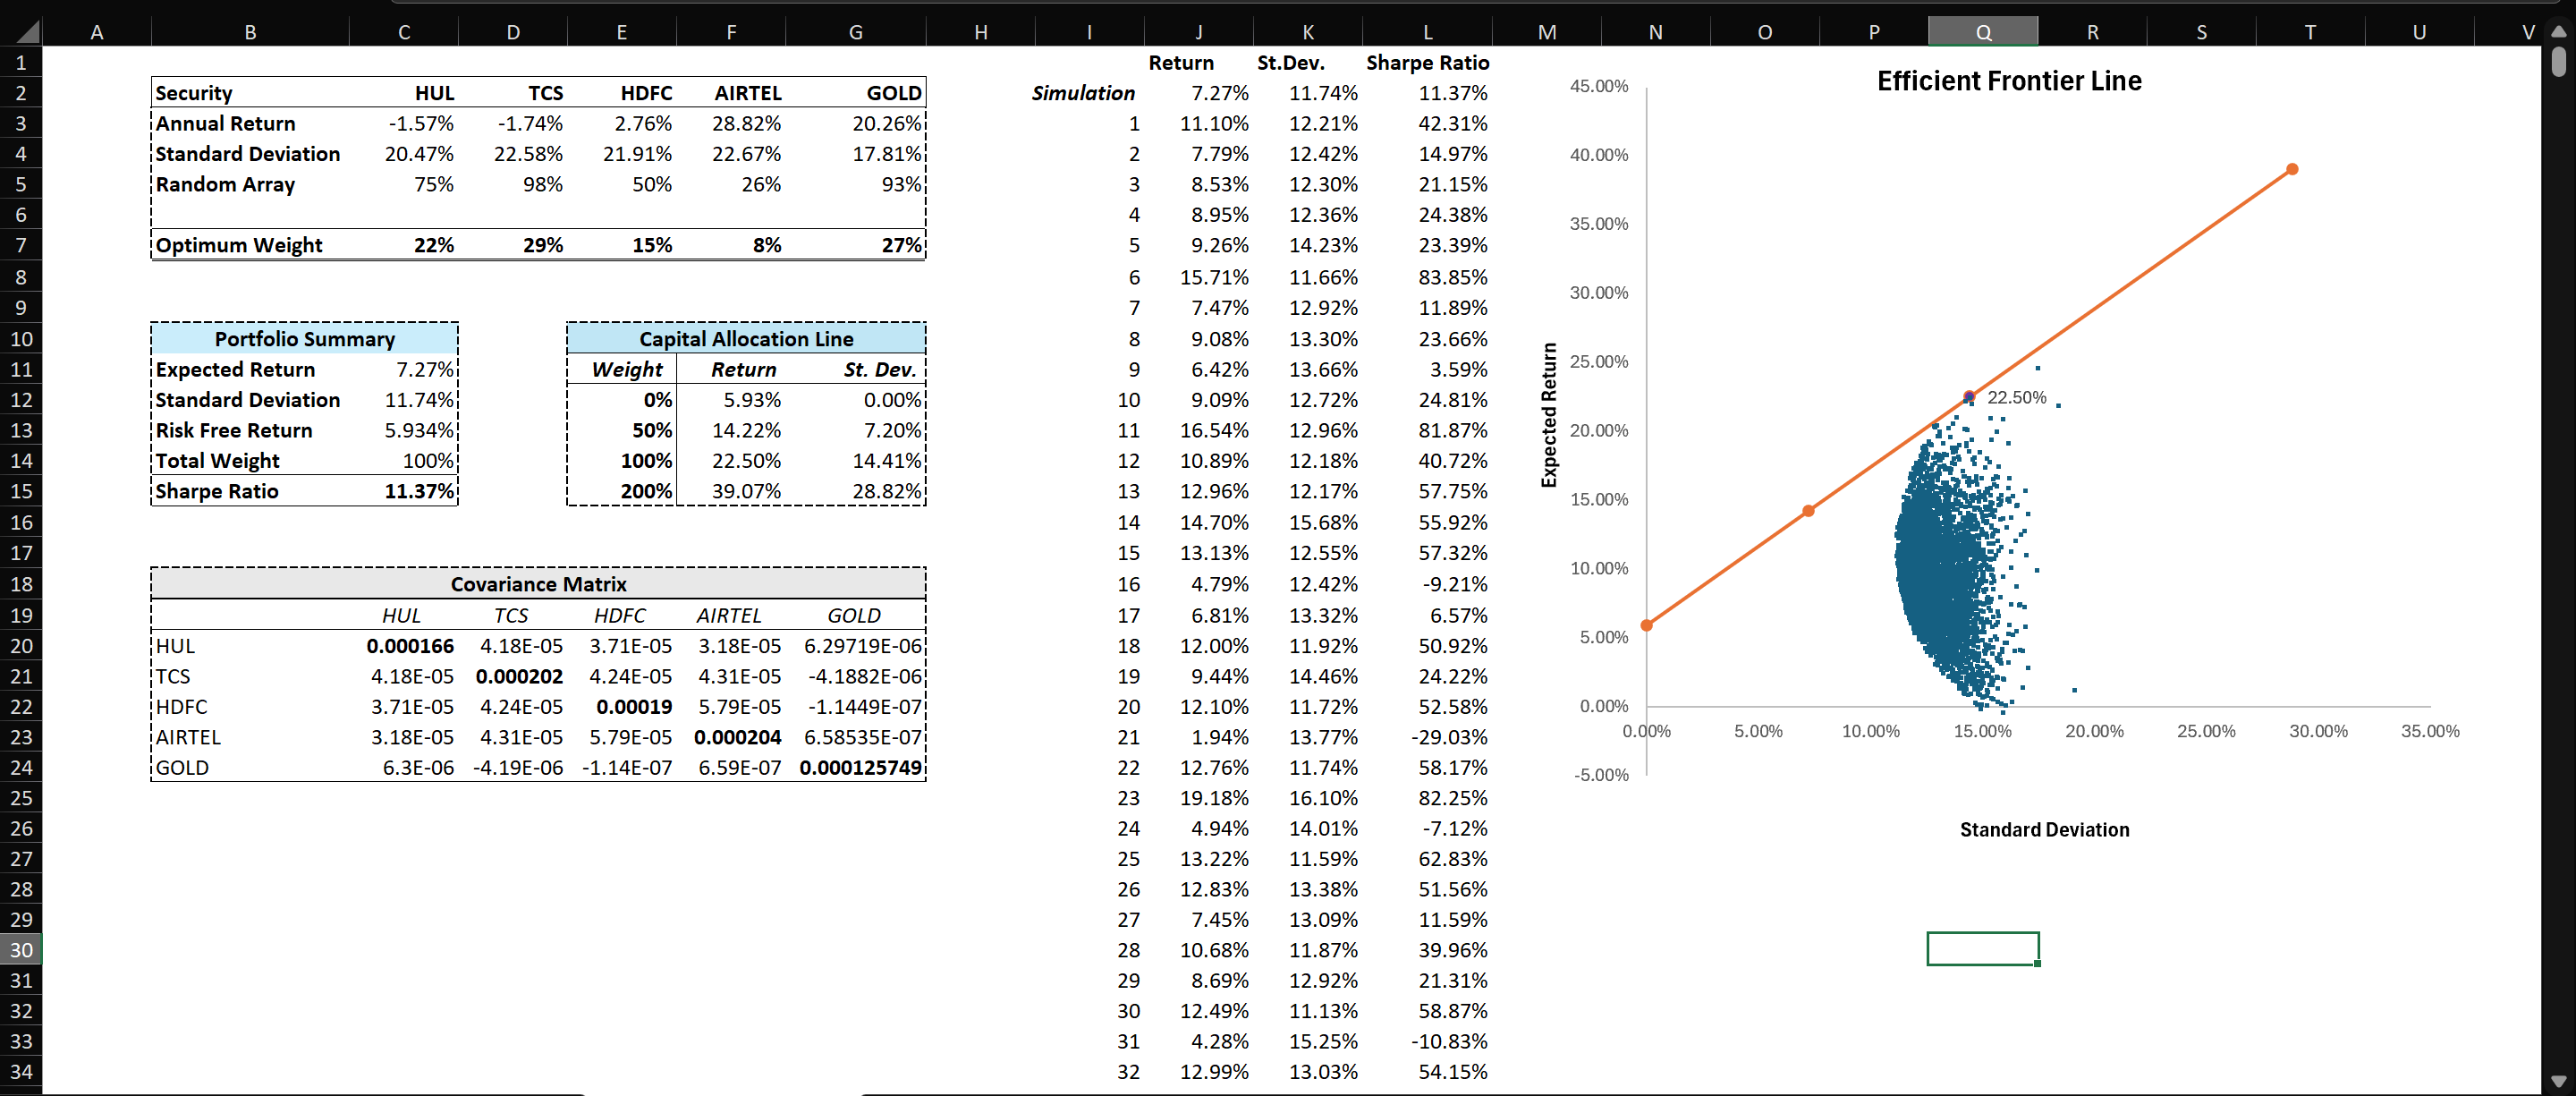 A B C D E F G H I J K L M N O P Q R S T U V
1 Return St.Dev. Sharpe Ratio
2 Security HUL TCS HDFC AIRTEL GOLD Simulation 7.27% 11.74% 11.37%
3 Annual Return -1.57% -1.74% 2.76% 28.82% 20.26% 1 11.10% 12.21% 42.31%
4 Standard Deviation 20.47% 22.58% 21.91% 22.67% 17.81% 2 7.79% 12.42% 14.97%
5 Random Array 75% 98% 50% 26% 93% 3 8.53% 12.30% 21.15%
6 4 8.95% 12.36% 24.38%
7 Optimum Weight 22% 29% 15% 8% 27% 5 9.26% 14.23% 23.39%
8 6 15.71% 11.66% 83.85%
9 7 7.47% 12.92% 11.89%
10 Portfolio Summary Capital Allocation Line 8 9.08% 13.30% 23.66%
11 Expected Return 7.27% Weight Return St. Dev. 9 6.42% 13.66% 3.59%
12 Standard Deviation 11.74% 0% 5.93% 0.00% 10 9.09% 12.72% 24.81%
13 Risk Free Return 5.934% 50% 14.22% 7.20% 11 16.54% 12.96% 81.87%
14 Total Weight 100% 100% 22.50% 14.41% 12 10.89% 12.18% 40.72%
15 Sharpe Ratio 11.37% 200% 39.07% 28.82% 13 12.96% 12.17% 57.75%
16 14 14.70% 15.68% 55.92%
17 15 13.13% 12.55% 57.32%
18 Covariance Matrix 16 4.79% 12.42% -9.21%
19 HUL TCS HDFC AIRTEL GOLD 17 6.81% 13.32% 6.57%
20 HUL 0.000166 4.18E-05 3.71E-05 3.18E-05 6.29719E-06 18 12.00% 11.92% 50.92%
21 TCS 4.18E-05 0.000202 4.24E-05 4.31E-05 -4.1882E-06 19 9.44% 14.46% 24.22%
22 HDFC 3.71E-05 4.24E-05 0.00019 5.79E-05 -1.1449E-07 20 12.10% 11.72% 52.58%
23 AIRTEL 3.18E-05 4.31E-05 5.79E-05 0.000204 6.58535E-07 21 1.94% 13.77% -29.03%
24 GOLD 6.3E-06 -4.19E-06 -1.14E-07 6.59E-07 0.000125749 22 12.76% 11.74% 58.17%
25 23 19.18% 16.10% 82.25%
26 24 4.94% 14.01% -7.12%
27 25 13.22% 11.59% 62.83%
28 26 12.83% 13.38% 51.56%
29 27 7.45% 13.09% 11.59%
30 28 10.68% 11.87% 39.96%
31 29 8.69% 12.92% 21.31%
32 30 12.49% 11.13% 58.87%
33 31 4.28% 15.25% -10.83%
34 32 12.99% 13.03% 54.15%
Efficient Frontier Line
45.00%
40.00%
35.00%
30.00%
25.00%
20.00%
15.00%
10.00%
5.00%
0.00%
-5.00%
Expected Return
22.50%
0.00% 5.00% 10.00% 15.00% 20.00% 25.00% 30.00% 35.00%
Standard Deviation